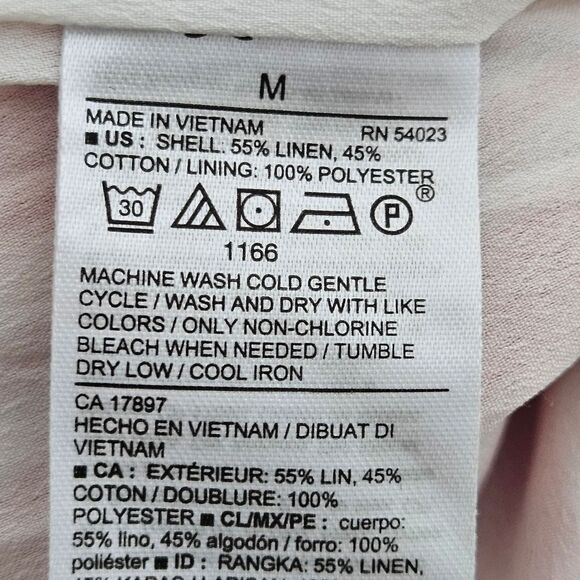 M
MADE IN VIETNAM RN 54023
■ US : SHELL: 55% LINEN, 45%
COTTON / LINING: 100% POLYESTER
30 P ®
1166
MACHINE WASH COLD GENTLE
CYCLE / WASH AND DRY WITH LIKE
COLORS / ONLY NON-CHLORINE
BLEACH WHEN NEEDED / TUMBLE
DRY LOW / COOL IRON
CA 17897
HECHO EN VIETNAM / DIBUAT DI
VIETNAM
■ CA : EXTÉRIEUR: 55% LIN, 45%
COTON / DOUBLURE: 100%
POLYESTER ■ CL/MX/PE : cuerpo:
55% lino, 45% algodón / forro: 100%
poliéster ■ ID : RANGKA: 55% LINEN,